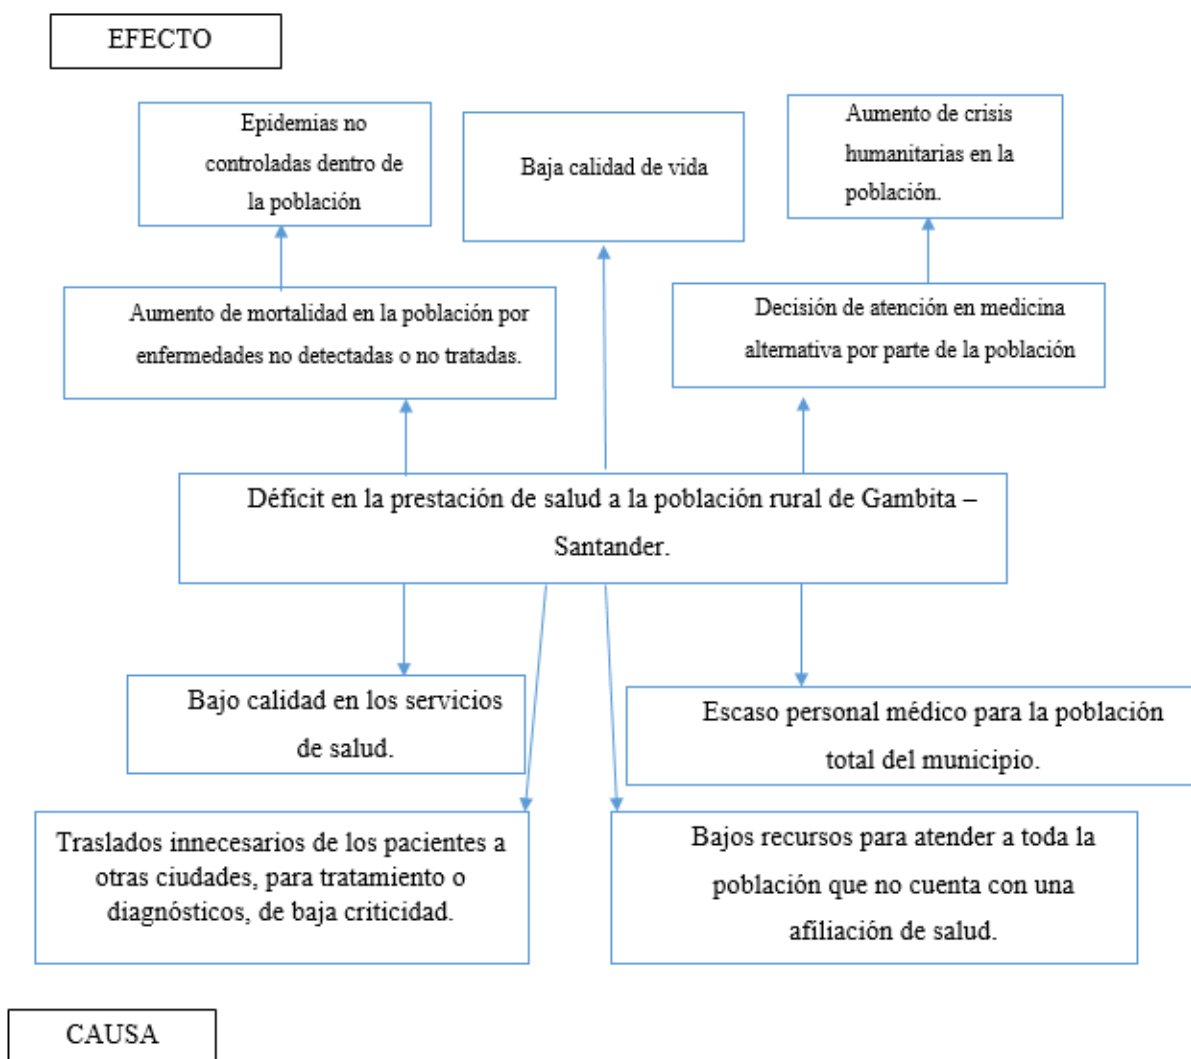 EFECTO
Epidemias no
controladas dentro de
la población
Baja calidad de vida
Aumento de crisis
humanitarias en la
población.
Aumento de mortalidad en la población por
enfermedades no detectadas o no tratadas.
Decisión de atención en medicina
alternativa por parte de la población
Déficit en la prestación de salud a la población rural de Gambita –
Santander.
Bajo calidad en los servicios
de salud.
Escaso personal médico para la población
total del municipio.
Traslados innecesarios de los pacientes a
otras ciudades, para tratamiento o
diagnósticos, de baja criticidad.
Bajos recursos para atender a toda la
población que no cuenta con una
afiliación de salud.
CAUSA